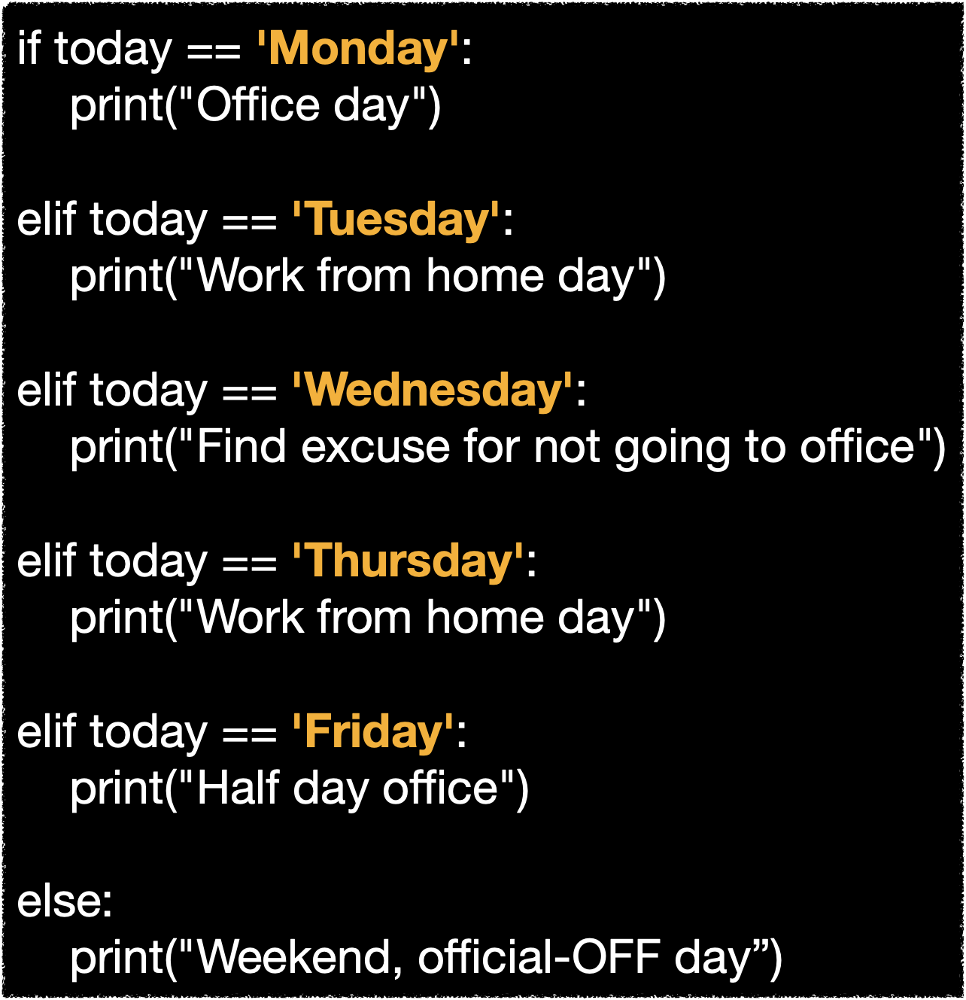 if today == 'Monday':
    print("Office day")
elif today == 'Tuesday':
    print("Work from home day")
elif today == 'Wednesday':
    print("Find excuse for not going to office")
elif today == 'Thursday':
    print("Work from home day")
elif today == 'Friday':
    print("Half day office")
else:
    print("Weekend, official-OFF day”)